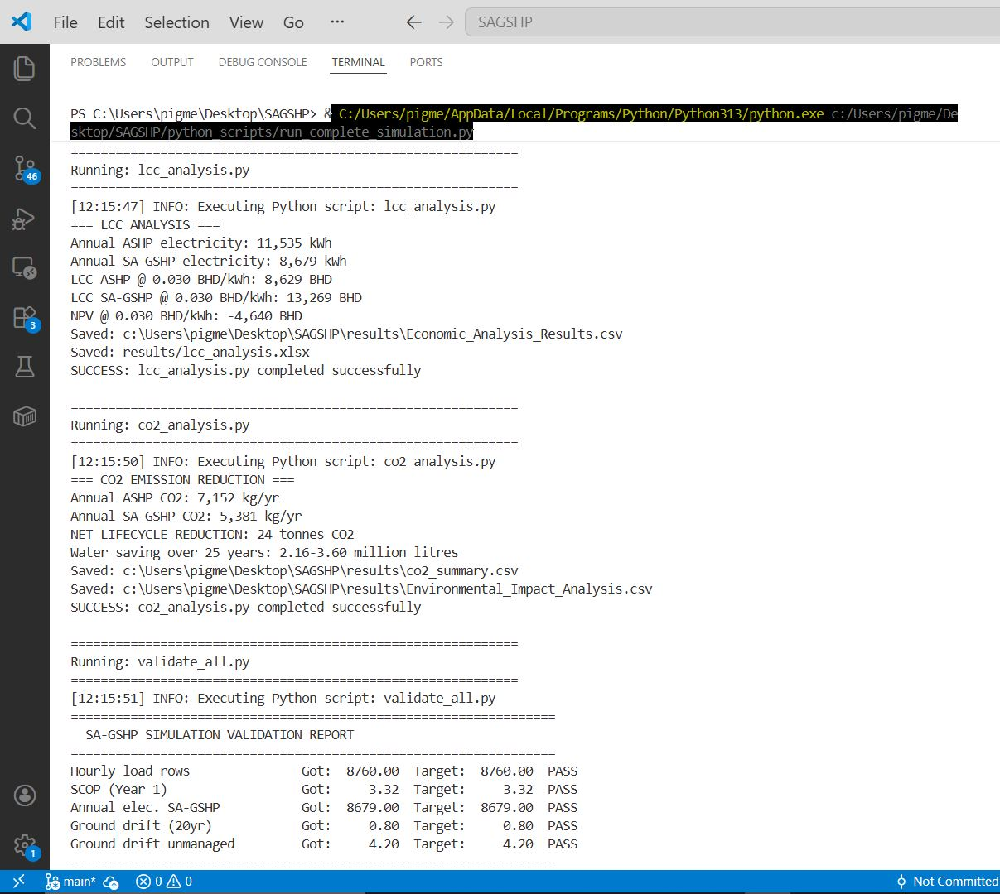 File Edit Selection View Go ··· SAGSHP
PROBLEMS OUTPUT DEBUG CONSOLE TERMINAL PORTS
PS C:\Users\pigme\Desktop\SAGSHP> & C:/Users/pigme/AppData/Local/Programs/Python/Python313/python.exe c:/Users/pigme/De
sktop/SAGSHP/python_scripts/run_complete_simulation.py
============================================================
Running: lcc_analysis.py
============================================================
[12:15:47] INFO: Executing Python script: lcc_analysis.py
=== LCC ANALYSIS ===
Annual ASHP electricity: 11,535 kWh
Annual SA-GSHP electricity: 8,679 kWh
LCC ASHP @ 0.030 BHD/kWh: 8,629 BHD
LCC SA-GSHP @ 0.030 BHD/kWh: 13,269 BHD
NPV @ 0.030 BHD/kWh: -4,640 BHD
Saved: c:\Users\pigme\Desktop\SAGSHP\results\Economic_Analysis_Results.csv
Saved: results/lcc_analysis.xlsx
SUCCESS: lcc_analysis.py completed successfully
============================================================
Running: co2_analysis.py
============================================================
[12:15:50] INFO: Executing Python script: co2_analysis.py
=== CO2 EMISSION REDUCTION ===
Annual ASHP CO2: 7,152 kg/yr
Annual SA-GSHP CO2: 5,381 kg/yr
NET LIFECYCLE REDUCTION: 24 tonnes CO2
Water saving over 25 years: 2.16-3.60 million litres
Saved: c:\Users\pigme\Desktop\SAGSHP\results\co2_summary.csv
Saved: c:\Users\pigme\Desktop\SAGSHP\results\Environmental_Impact_Analysis.csv
SUCCESS: co2_analysis.py completed successfully
============================================================
Running: validate_all.py
============================================================
[12:15:51] INFO: Executing Python script: validate_all.py
=================================================================
SA-GSHP SIMULATION VALIDATION REPORT
=================================================================
Hourly load rows Got: 8760.00 Target: 8760.00 PASS
SCOP (Year 1) Got: 3.32 Target: 3.32 PASS
Annual elec. SA-GSHP Got: 8679.00 Target: 8679.00 PASS
Ground drift (20yr) Got: 0.80 Target: 0.80 PASS
Ground drift unmanaged Got: 4.20 Target: 4.20 PASS
-----------------------------------------------------------------
46
3
1
main* 0 0 Not Committed